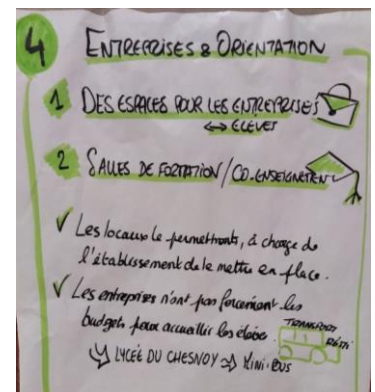 4 ENTREPRISES & ORIENTATION
1 DES ESPACES POUR LES ENTREPRISES
<=> ELEVES
2 SALLES DE FORMATION / CO-ENSEIGNEMENT
✓ Les locaux le permettront, à charge de
l'établissement de le mettre en place.
✓ Les entreprises n'ont pas forcément les
budgets pour accueillir les élèves.
TRANSPORT
LYCÉE DU CHESNOY => MINI-BUS